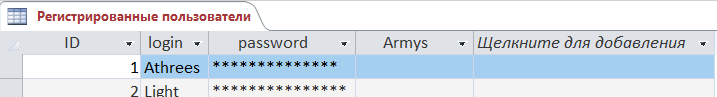 Регистрированные пользователи
ID login password Armys Щелкните для добавления
1 Athrees **************
2 Light ***************